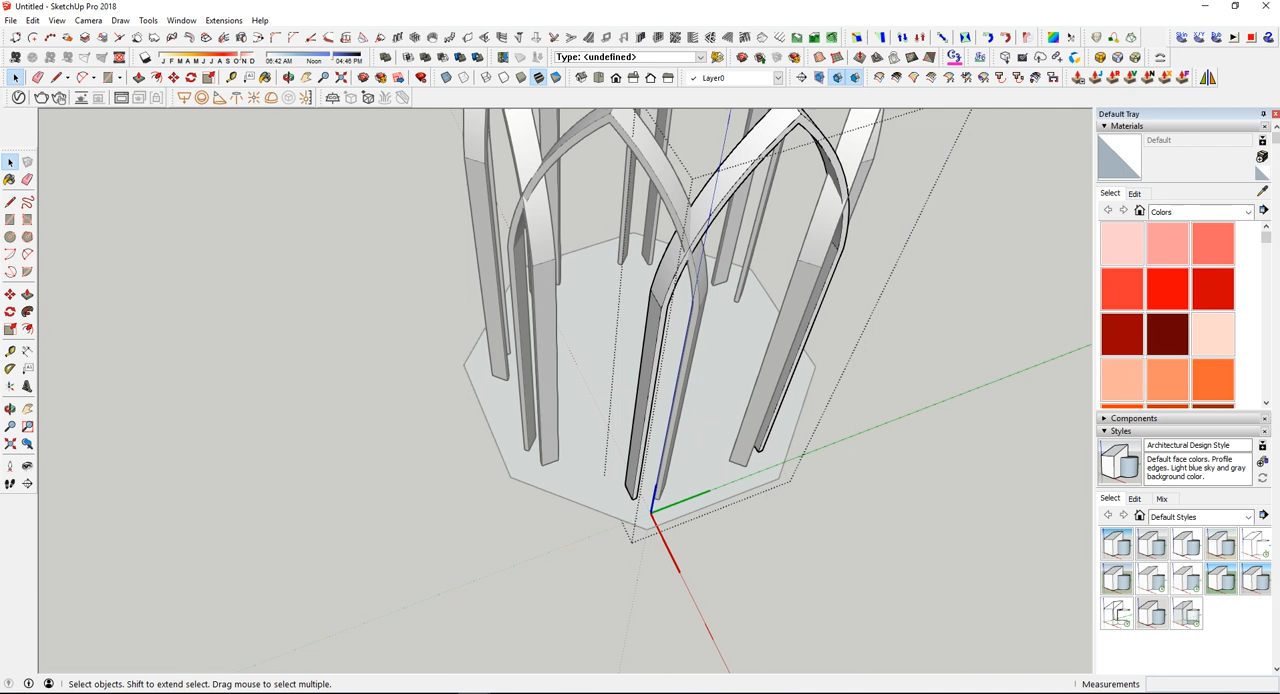 Untitled - SketchUp Pro 2018
File Edit View Camera Draw Tools Window Extensions Help
Type: <undefined>
J F M A M J J A S O N D 06:42 AM Noon 04:46 PM
Layer0
Default Tray
Materials
Default
Select Edit
Colors
Components
Styles
Architectural Design Style
Default face colors. Profile
edges. Light blue sky and gray
background color.
Select Edit Mix
Default Styles
Select objects. Shift to extend select. Drag mouse to select multiple.
Measurements